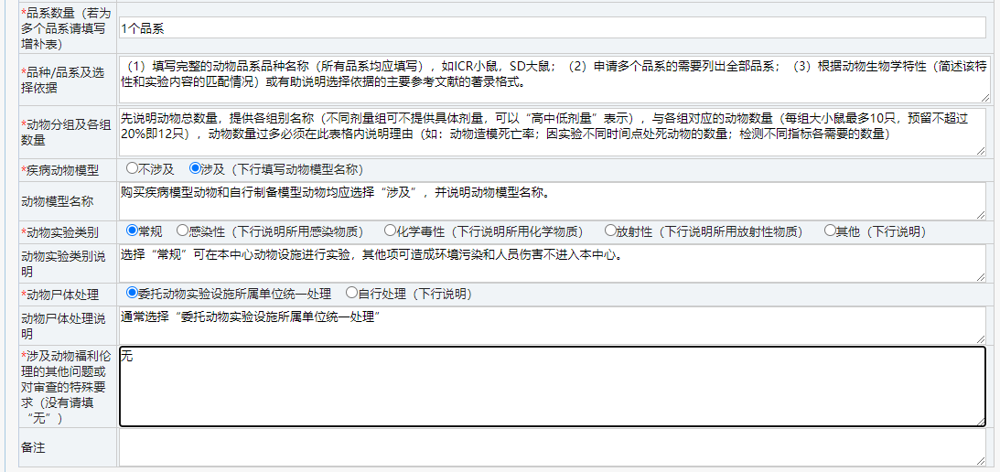 *品系数量（若为
多个品系请填写
增补表）
1个品系
*品种/品系及选
择依据
（1）填写完整的动物品系品种名称（所有品系均应填写），如ICR小鼠，SD大鼠；（2）申请多个品系的需要列出全部品系；（3）根据动物生物学特性（简述该特
性和实验内容的匹配情况）或有助说明选择依据的主要参考文献的著录格式。
*动物分组及各组
数量
先说明动物总数量，提供各组别名称（不同剂量组可不提供具体剂量，可以“高中低剂量”表示），与各组对应的动物数量（每组大小鼠最多10只，预留不超过
20%即12只），动物数量过多必须在此表格内说明理由（如：动物造模死亡率；因实验不同时间点处死动物的数量；检测不同指标各需要的数量）
*疾病动物模型
不涉及 涉及（下行填写动物模型名称）
动物模型名称
购买疾病模型动物和自行制备模型动物均应选择“涉及”，并说明动物模型名称。
*动物实验类别
常规 感染性（下行说明所用感染物质） 化学毒性（下行说明所用化学物质） 放射性（下行说明所用放射性物质） 其他（下行说明）
动物实验类别说
明
选择“常规”可在本中心动物设施进行实验，其他项可造成环境污染和人员伤害不进入本中心。
*动物尸体处理
委托动物实验设施所属单位统一处理 自行处理（下行说明）
动物尸体处理说
明
通常选择“委托动物实验设施所属单位统一处理”
*涉及动物福利伦
理的其他问题或
对审查的特殊要
求（没有请填
“无”）
无
备注